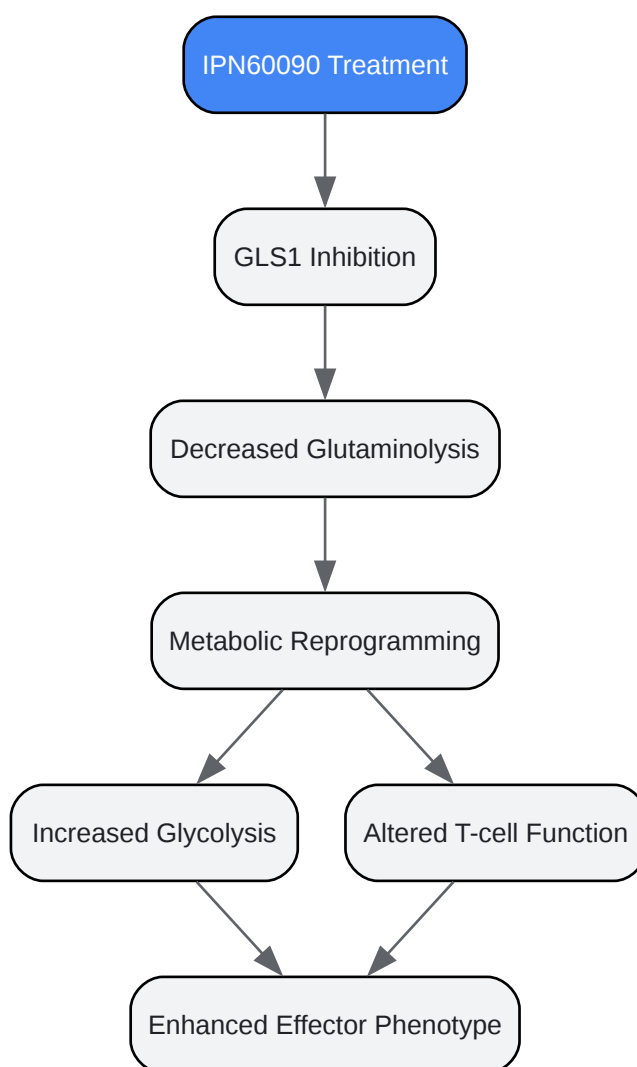 IPN60090 Treatment
GLS1 Inhibition
Decreased Glutaminolysis
Metabolic Reprogramming
Increased Glycolysis
Altered T-cell Function
Enhanced Effector Phenotype